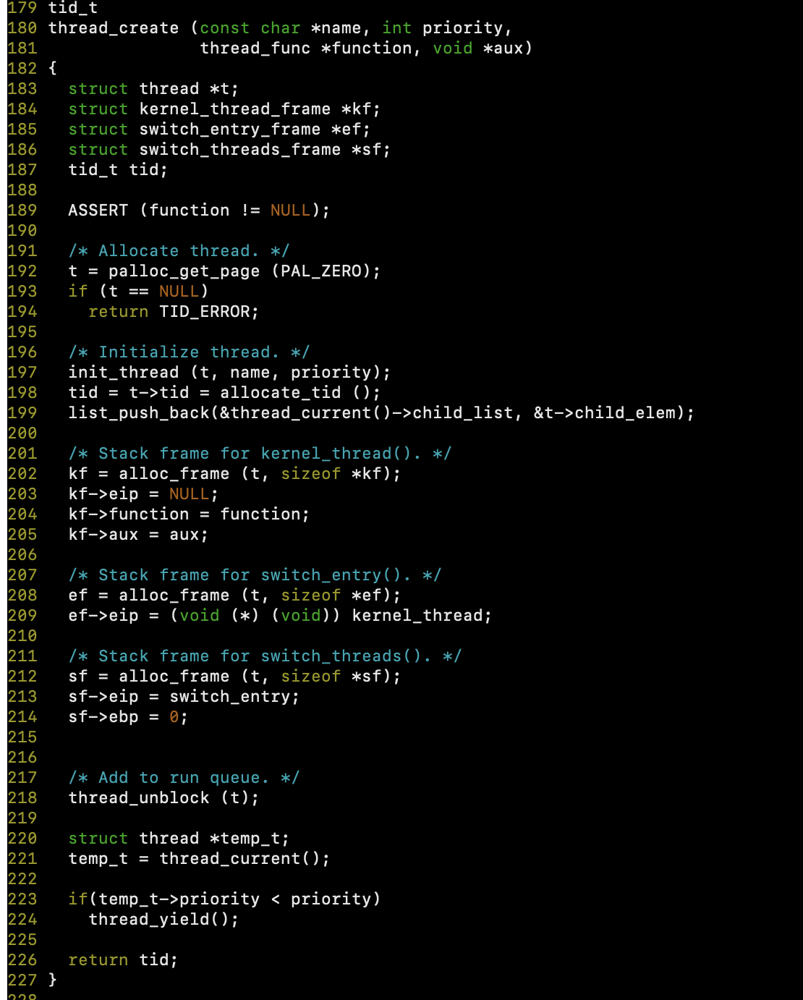 179 tid_t
180 thread_create (const char *name, int priority,
181                thread_func *function, void *aux)
182 {
183   struct thread *t;
184   struct kernel_thread_frame *kf;
185   struct switch_entry_frame *ef;
186   struct switch_threads_frame *sf;
187   tid_t tid;
188
189   ASSERT (function != NULL);
190
191   /* Allocate thread. */
192   t = palloc_get_page (PAL_ZERO);
193   if (t == NULL)
194     return TID_ERROR;
195
196   /* Initialize thread. */
197   init_thread (t, name, priority);
198   tid = t->tid = allocate_tid ();
199   list_push_back(&thread_current()->child_list, &t->child_elem);
200
201   /* Stack frame for kernel_thread(). */
202   kf = alloc_frame (t, sizeof *kf);
203   kf->eip = NULL;
204   kf->function = function;
205   kf->aux = aux;
206
207   /* Stack frame for switch_entry(). */
208   ef = alloc_frame (t, sizeof *ef);
209   ef->eip = (void (*) (void)) kernel_thread;
210
211   /* Stack frame for switch_threads(). */
212   sf = alloc_frame (t, sizeof *sf);
213   sf->eip = switch_entry;
214   sf->ebp = 0;
215
216
217   /* Add to run queue. */
218   thread_unblock (t);
219
220   struct thread *temp_t;
221   temp_t = thread_current();
222
223   if(temp_t->priority < priority)
224     thread_yield();
225
226   return tid;
227 }
228